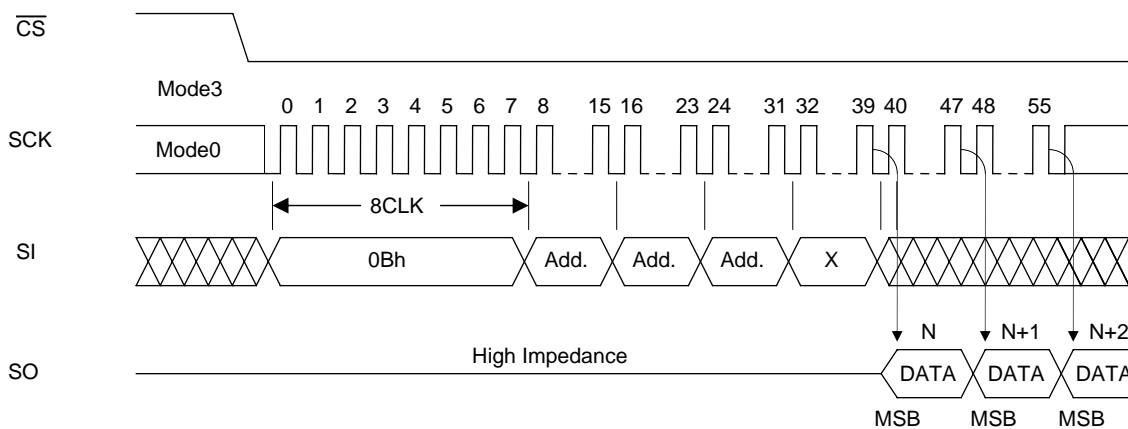 CS
Mode3
0 1 2 3 4 5 6 7 8 15 16 23 24 31 32 39 40 47 48 55
SCK
Mode0
8CLK
SI
0Bh Add. Add. Add. X
N N+1 N+2
High Impedance
SO
DATA DATA DATA
MSB MSB MSB